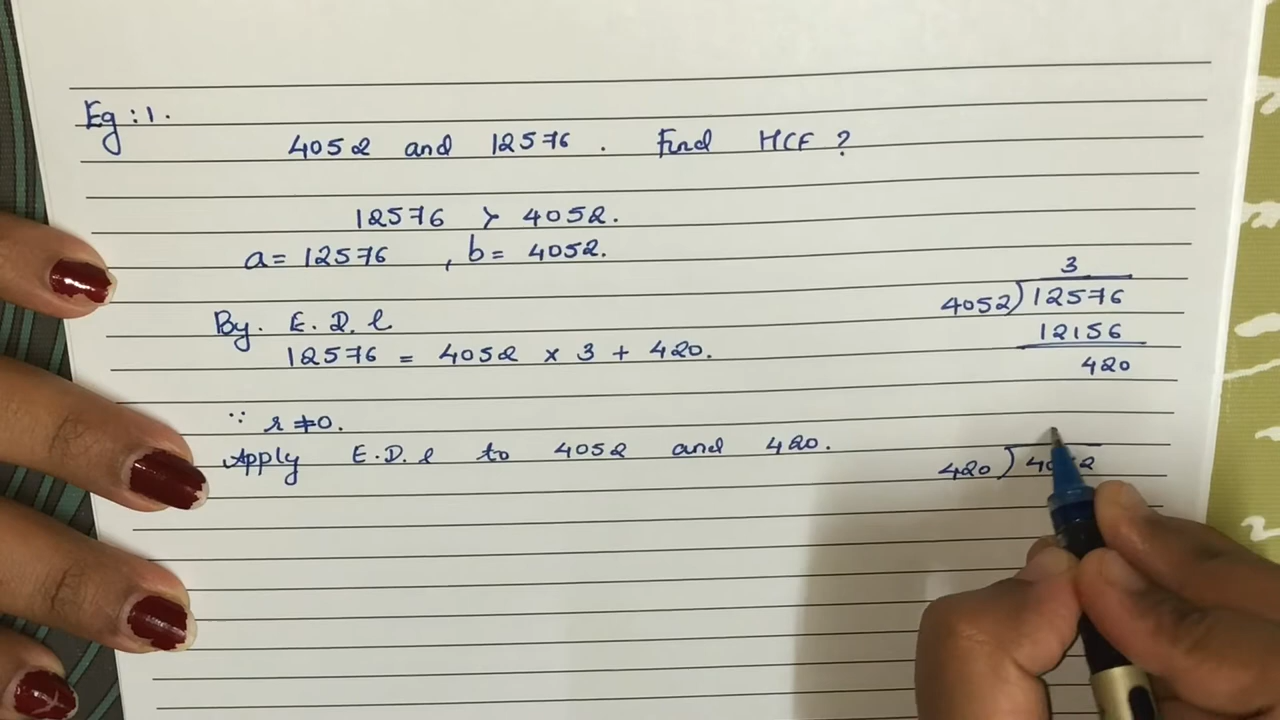 Eg : 1.
4052 and 12576 . Find HCF ?
12576 > 4052.
a = 12576 , b = 4052.
By. E. D. l
12576 = 4052 x 3 + 420.
∵ r ≠ 0.
Apply E.D. l to 4052 and 420.
3
4052 ) 12576
12156
420
420 )